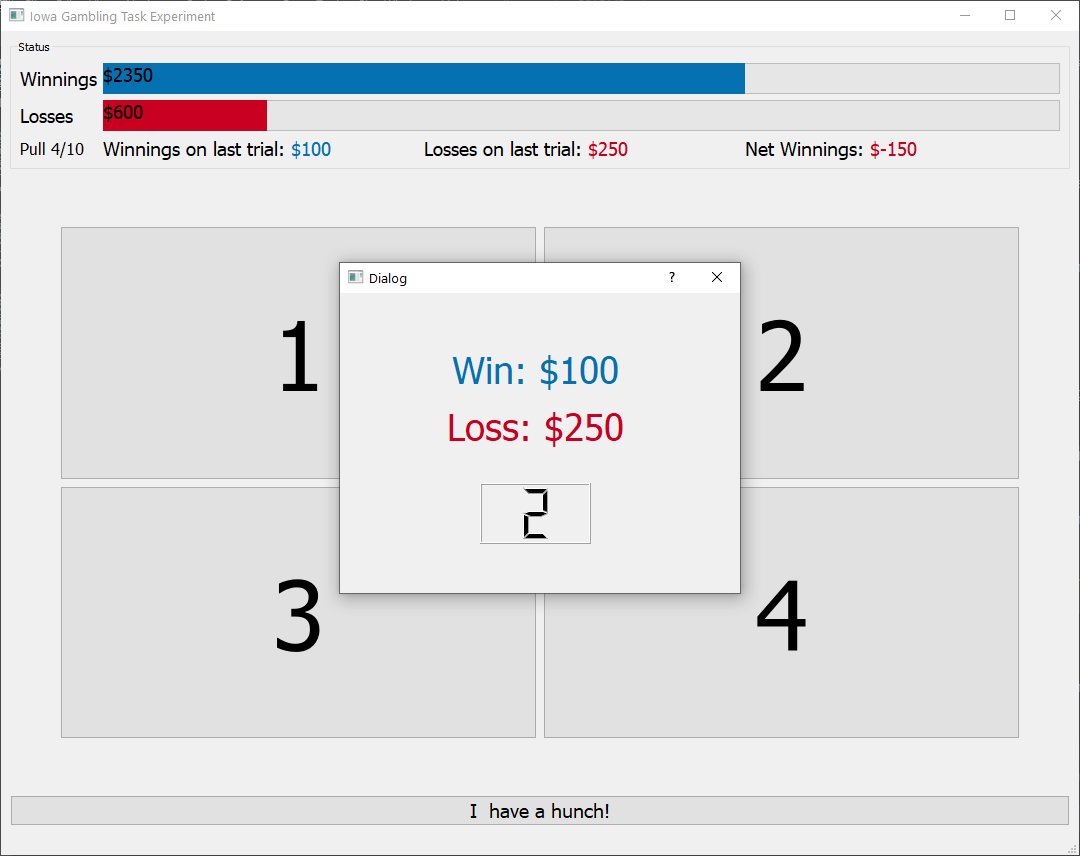 Iowa Gambling Task Experiment
Status
Winnings $2350
Losses $600
Pull 4/10 Winnings on last trial: $100 Losses on last trial: $250 Net Winnings: $-150
1 2
Dialog ?
Win: $100
Loss: $250
2
3 4
I have a hunch!